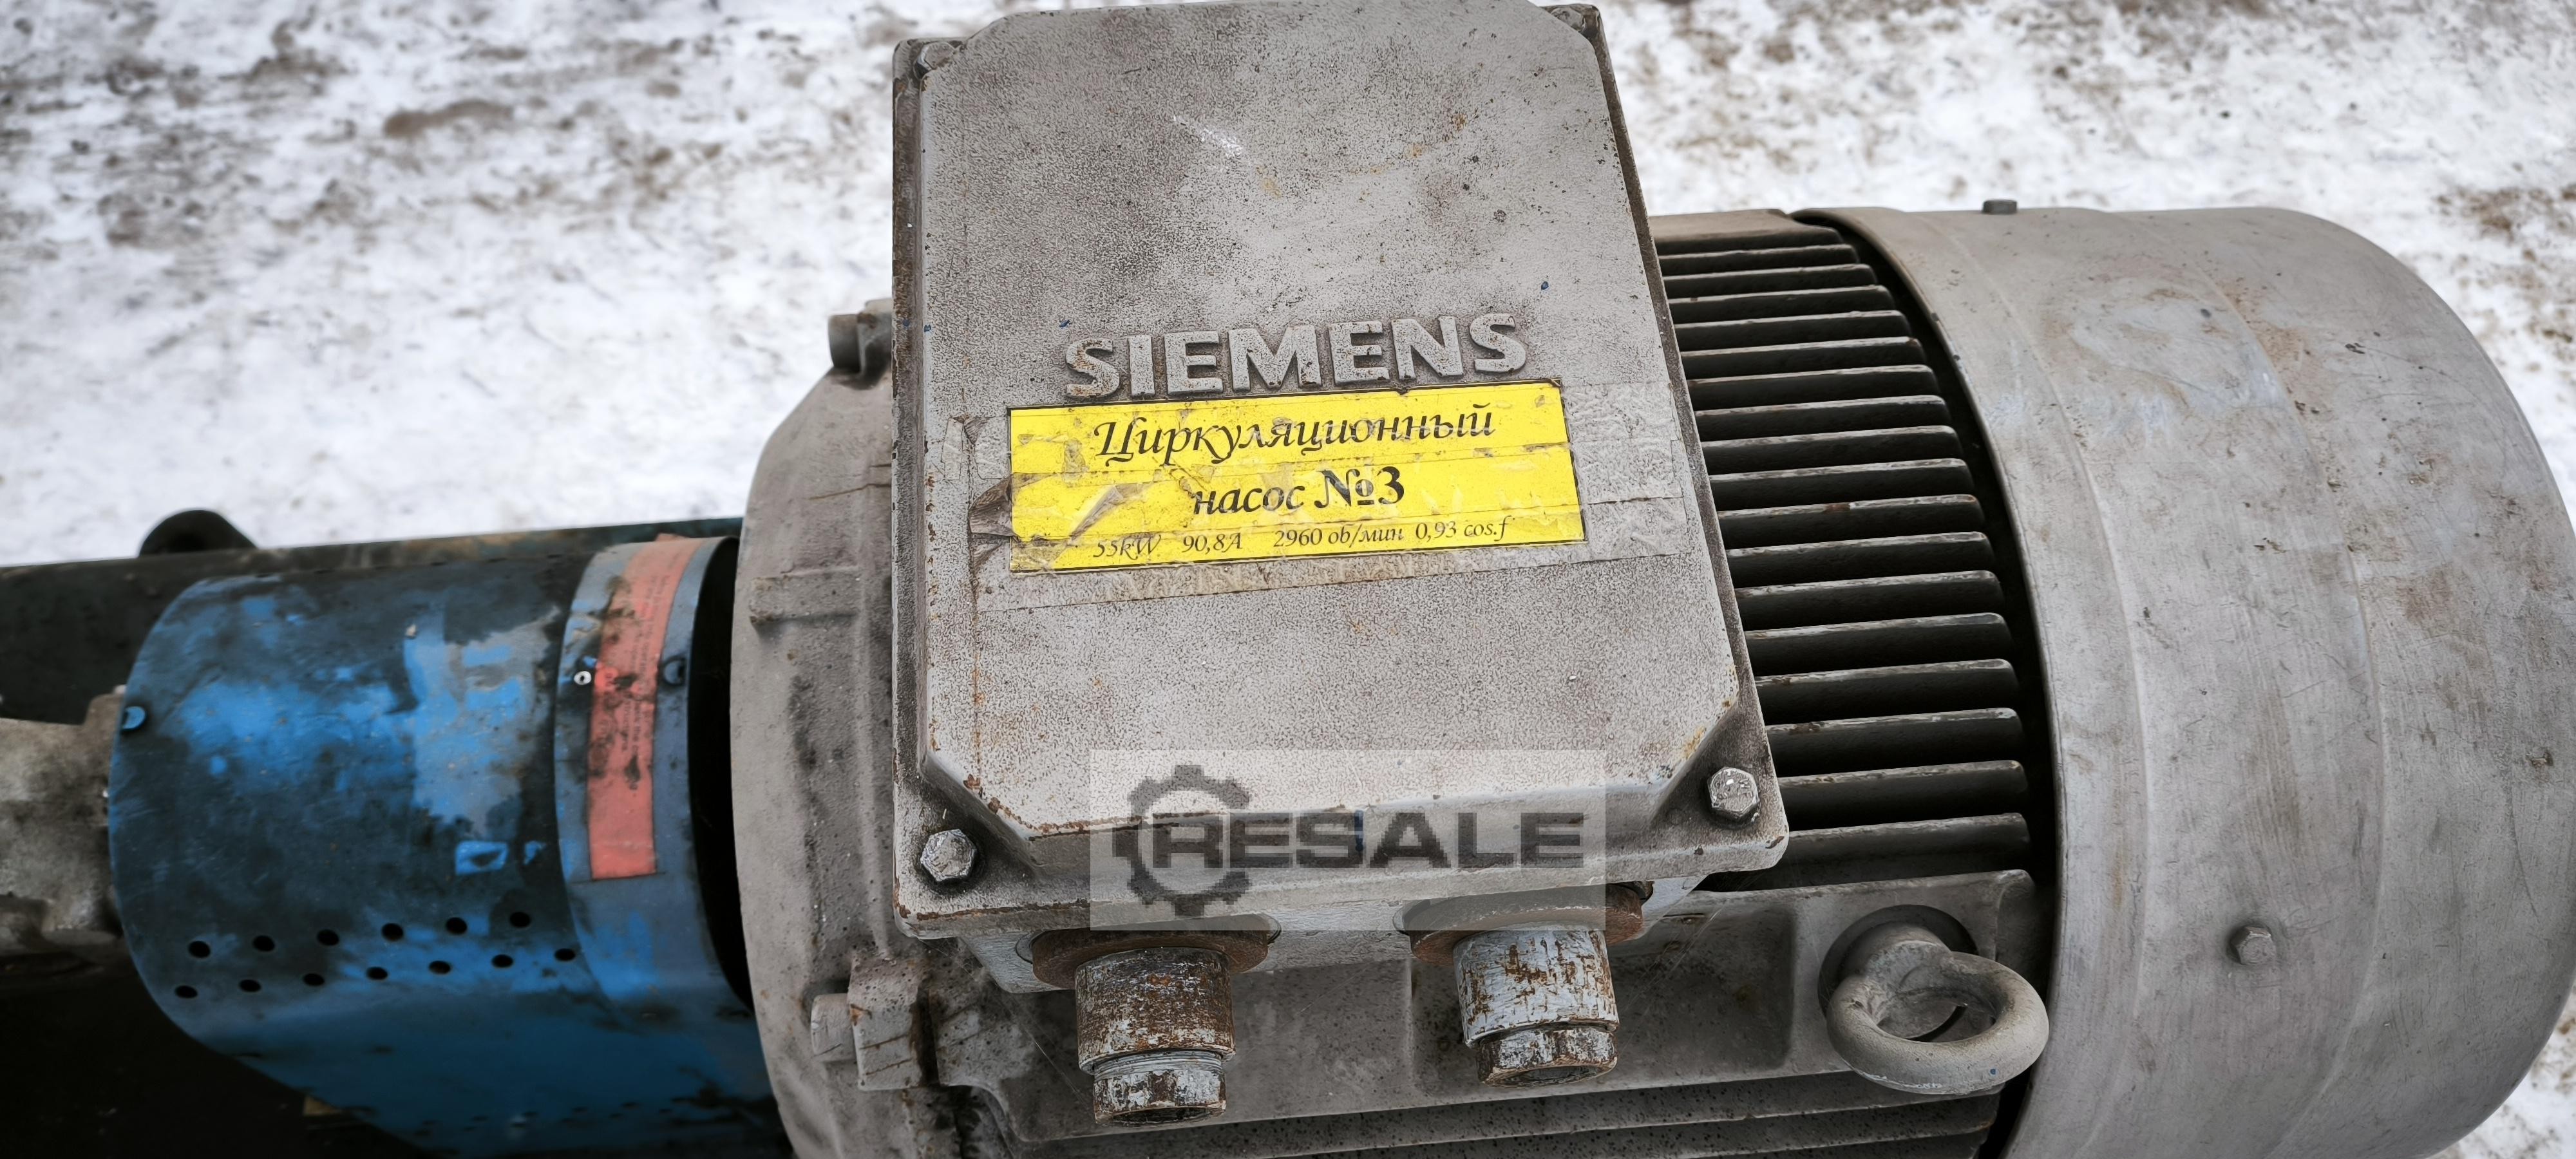 SIEMENS
Циркуляционный
насос №3
55kW 90,8A 2960 об/мин 0,93 cos.f
RESALE